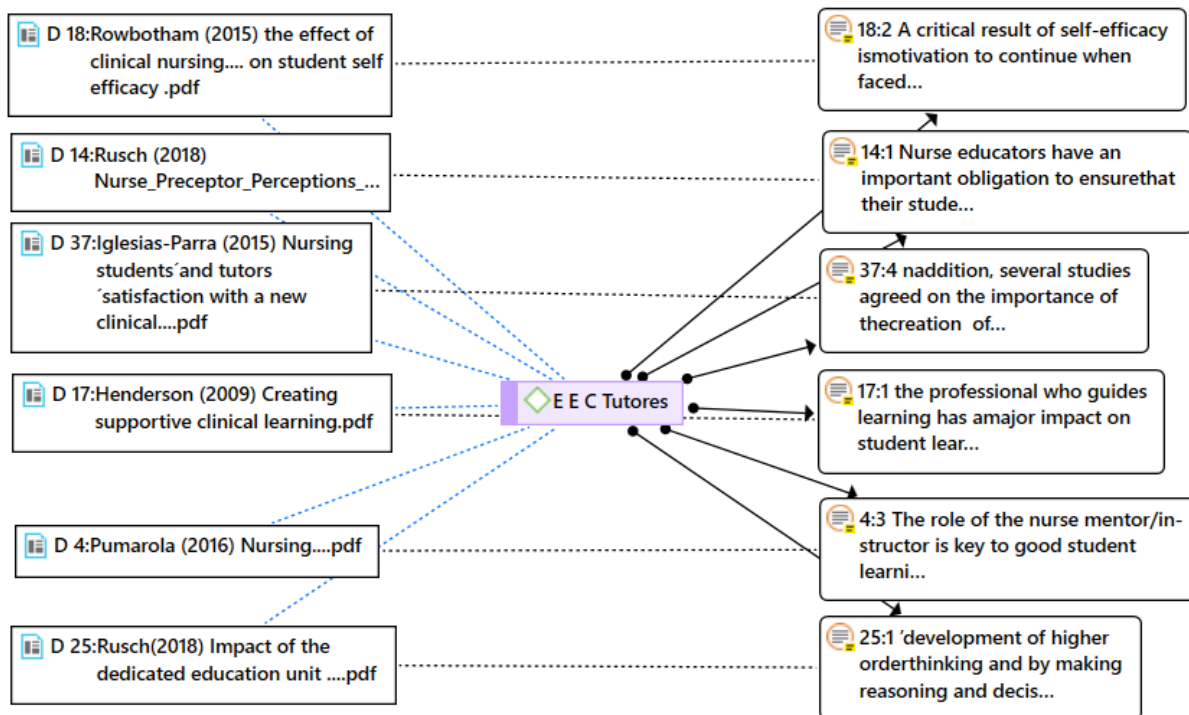 D 18:Rowbotham (2015) the effect of
clinical nursing.... on student self
efficacy .pdf
D 14:Rusch (2018)
Nurse_Preceptor_Perceptions_...
D 37:Iglesias-Parra (2015) Nursing
students´and tutors
´satisfaction with a new
clinical....pdf
D 17:Henderson (2009) Creating
supportive clinical learning.pdf
D 4:Pumarola (2016) Nursing....pdf
D 25:Rusch(2018) Impact of the
dedicated education unit ....pdf
E E C Tutores
18:2 A critical result of self-efficacy
ismotivation to continue when
faced...
14:1 Nurse educators have an
important obligation to ensurethat
their stude...
37:4 naddition, several studies
agreed on the importance of
thecreation of...
17:1 the professional who guides
learning has amajor impact on
student lear...
4:3 The role of the nurse mentor/in-
structor is key to good student
learni...
25:1 ´development of higher
orderthinking and by making
reasoning and decis...